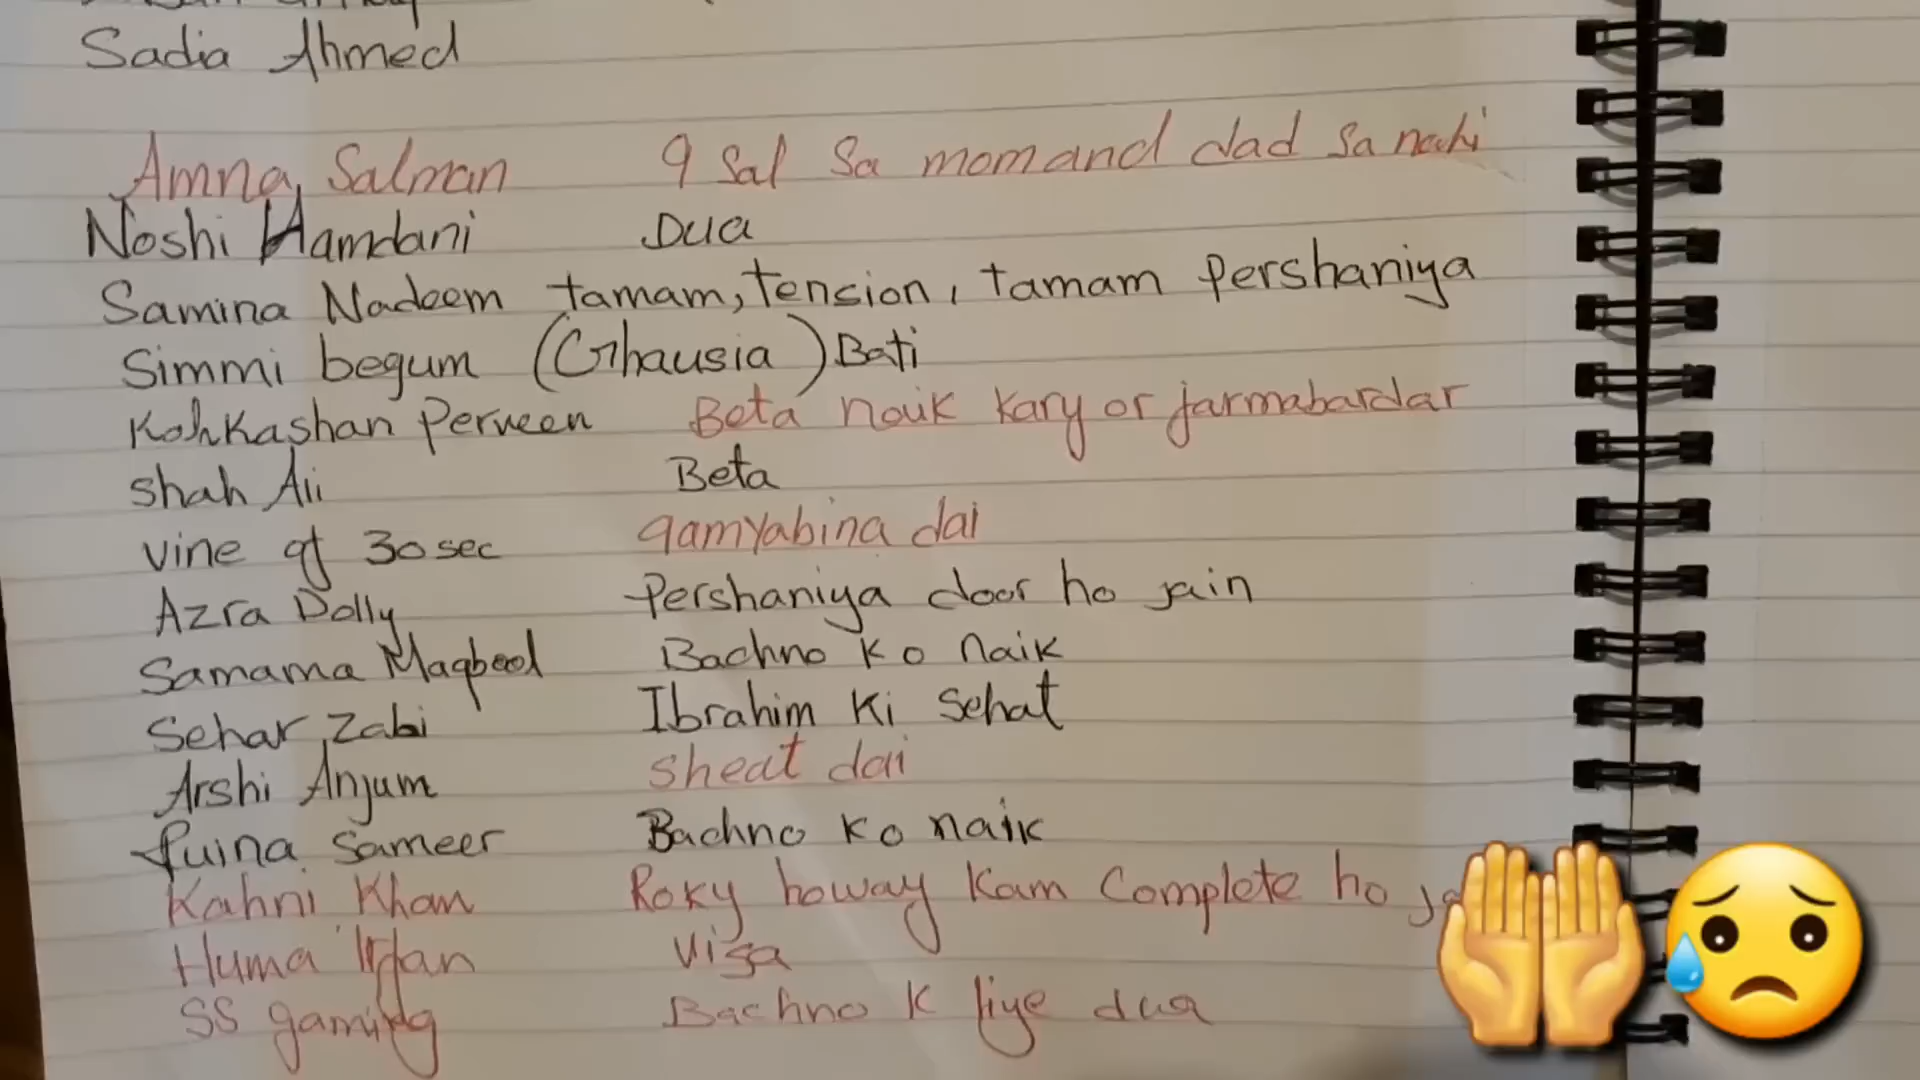 Sadia Ahmed
Amna Salman 9 Sal Sa momand dad Sa nahi
Noshi Hamdani Dua
Samina Nadeem tamam, tension, tamam pershaniya
Simmi begum (Ghausia) Bati
Kohkashan Perveen Beta naik kary or farmabardar
Shah Ali Beta
Vine of 30 sec qamyabina dai
Azra Dolly Pershaniya door ho jain
Samama Maqbool Bachno ko naik
Sehar Zabi Ibrahim Ki Sehat
Arshi Anjum sheat dai
Sameer Bachno ko naik
Kahni Khan Roky howay Kam Complete ho
Huma Irfan Visa
SS gaming Bachno K liye dua